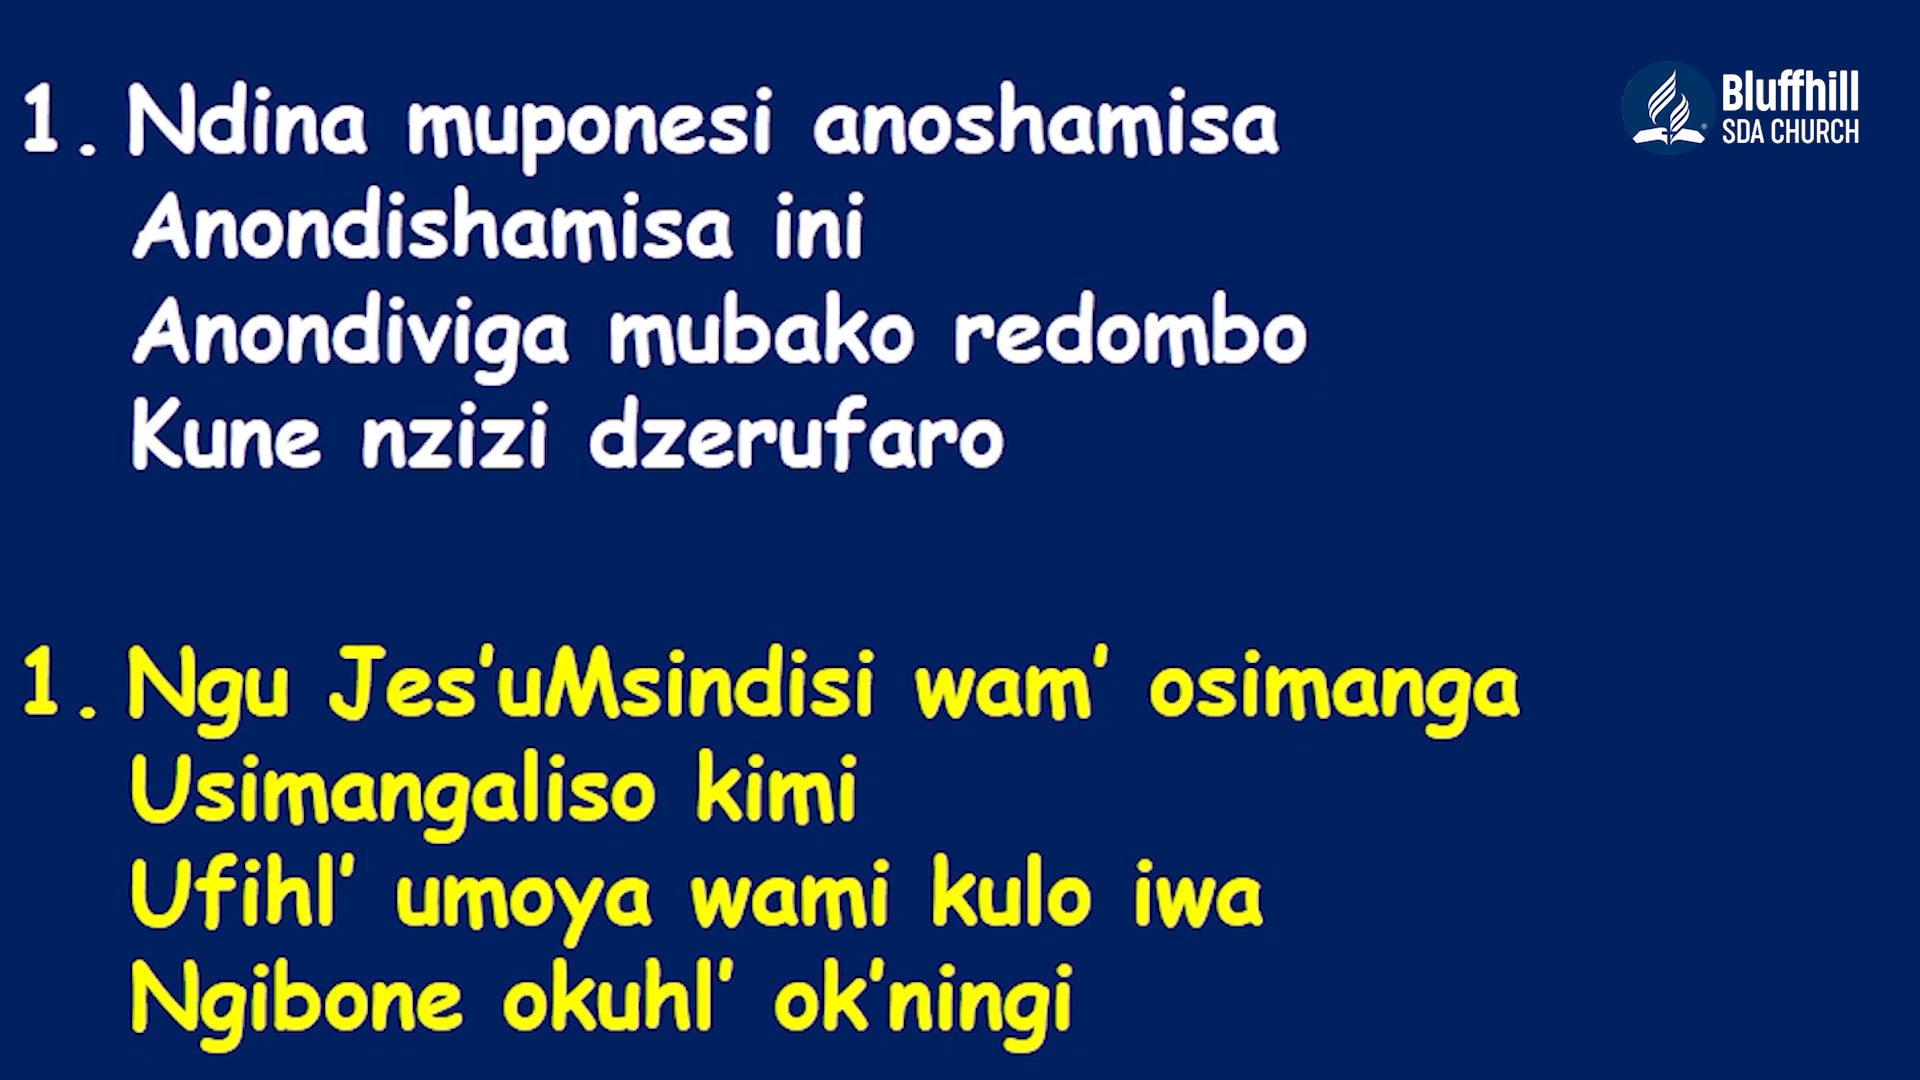 1. Ndina muponesi anoshamisa
Anondishamisa ini
Anondiviga mubako redombo
Kune nzizi dzerufaro
1. Ngu Jes’uMsindisi wam’ osimanga
Usimangaliso kimi
Ufihl’ umoya wami kulo iwa
Ngibone okuhl’ ok’ningi
Bluffhill
SDA CHURCH